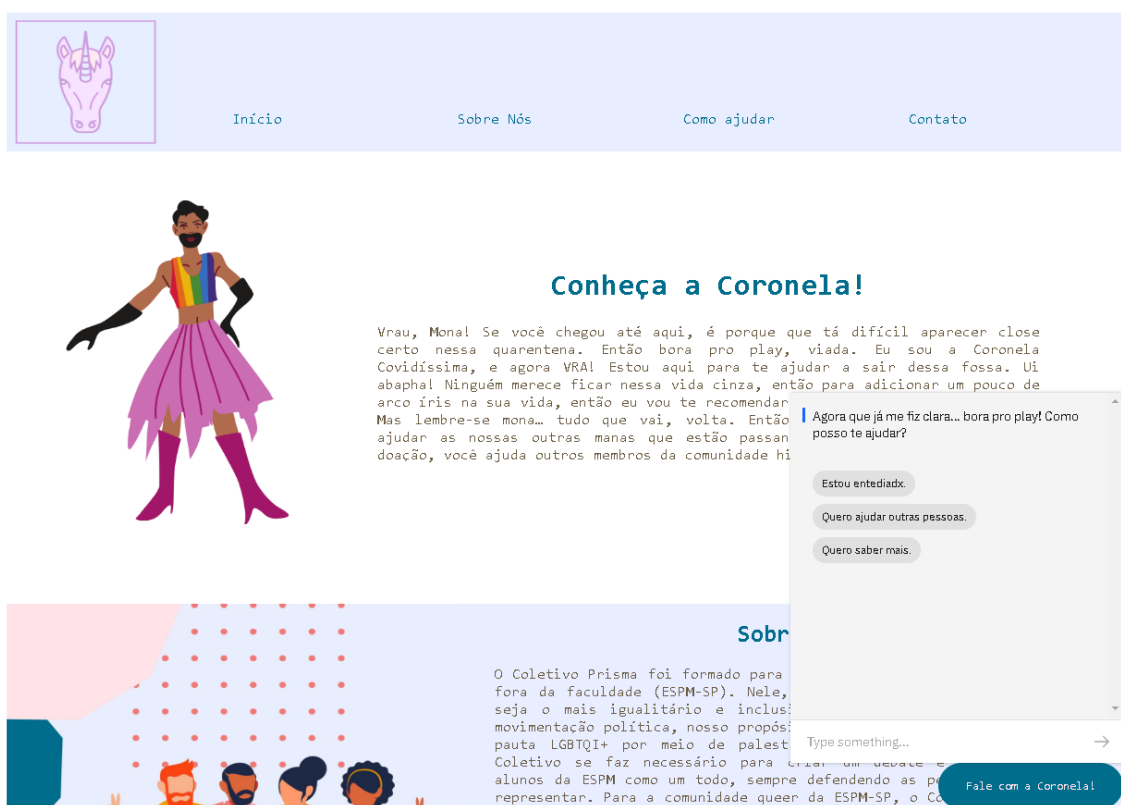 Início
Sobre Nós
Como ajudar
Contato
Conheça a Coronela!
Vrau, Mona! Se você chegou até aqui, é porque que tá difícil aparecer close
certo nessa quarentena. Então bora pro play, viada. Eu sou a Coronela
Covidíssima, e agora VRA! Estou aqui para te ajudar a sair dessa fossa. Ui
abapha! Ninguém merece ficar nessa vida cinza, então para adicionar um pouco de
arco íris na sua vida, então eu vou te recomendar
Mas lembre-se mona… tudo que vai, volta. Então
ajudar as nossas outras manas que estão
doação, você ajuda outros membros da comunidade
Agora que já me fiz clara... bora pro play! Como
posso te ajudar?
Estou entediadx.
Quero ajudar outras pessoas.
Quero saber mais.
Type something...
Fale com a Coronela!
O Coletivo Prisma foi formado para
fora da faculdade (ESPM-SP). Nele,
seja o mais igualitário e
movimentação política, nosso
pauta LGBTQI+ por meio de
Coletivo se faz necessário para criar um debate e
alunos da ESPM como um todo, sempre defendendo as
representar. Para a comunidade queer da ESPM-SP, o